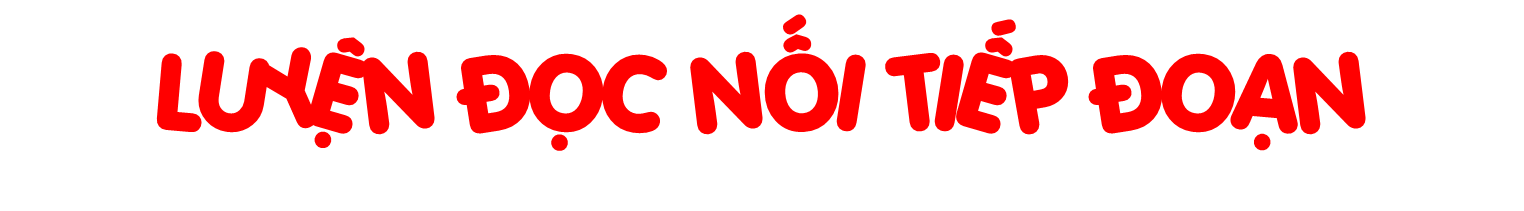 LUYỆN ĐỌC NỐI TIẾP ĐOẠN